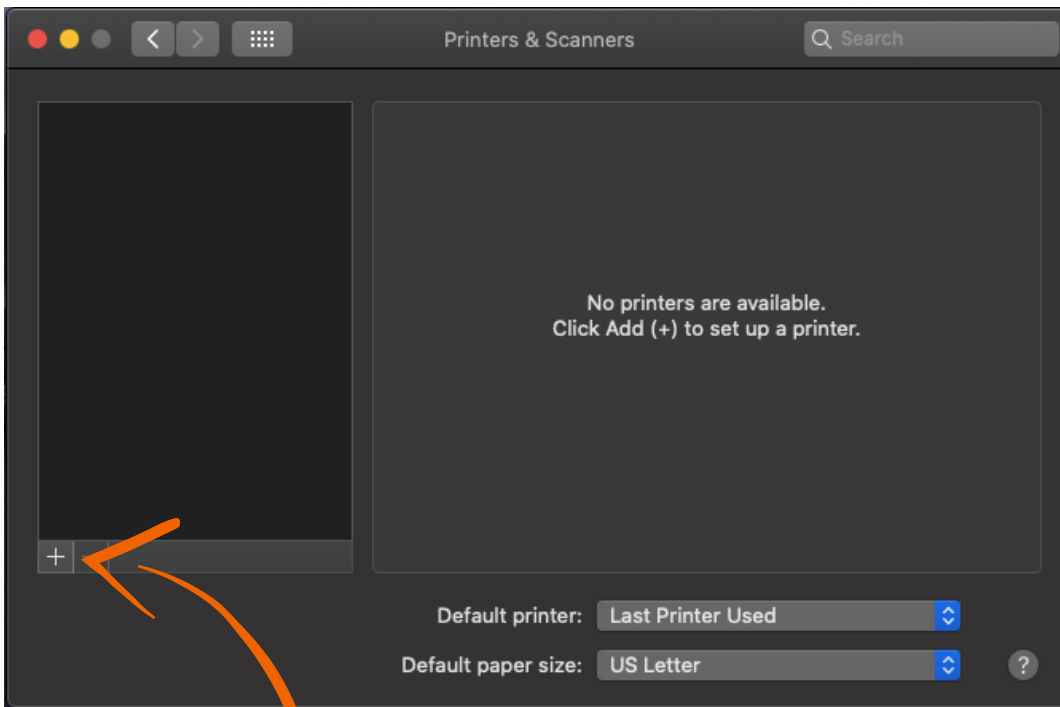 Printers & Scanners
Search
No printers are available.
Click Add (+) to set up a printer.
+
Default printer: Last Printer Used
Default paper size: US Letter
?